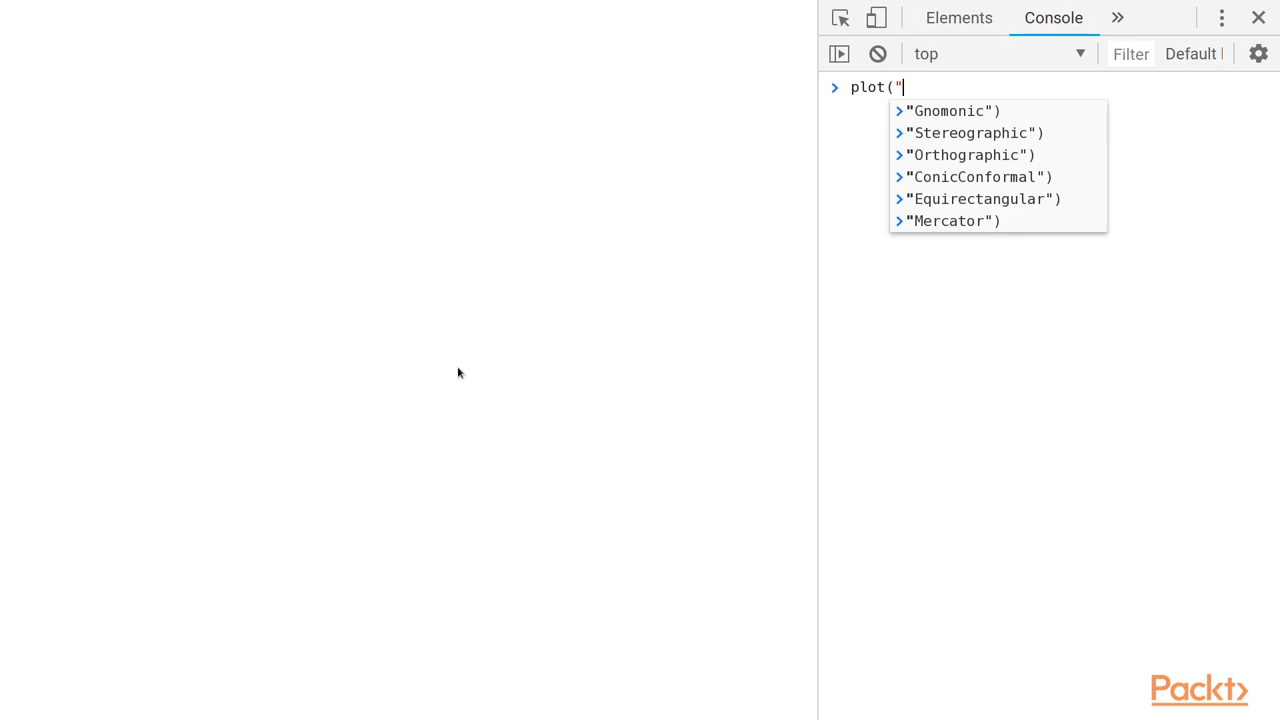 Elements Console
top Filter Default
plot("
"Gnomonic")
"Stereographic")
"Orthographic")
"ConicConformal")
"Equirectangular")
"Mercator")
Packt